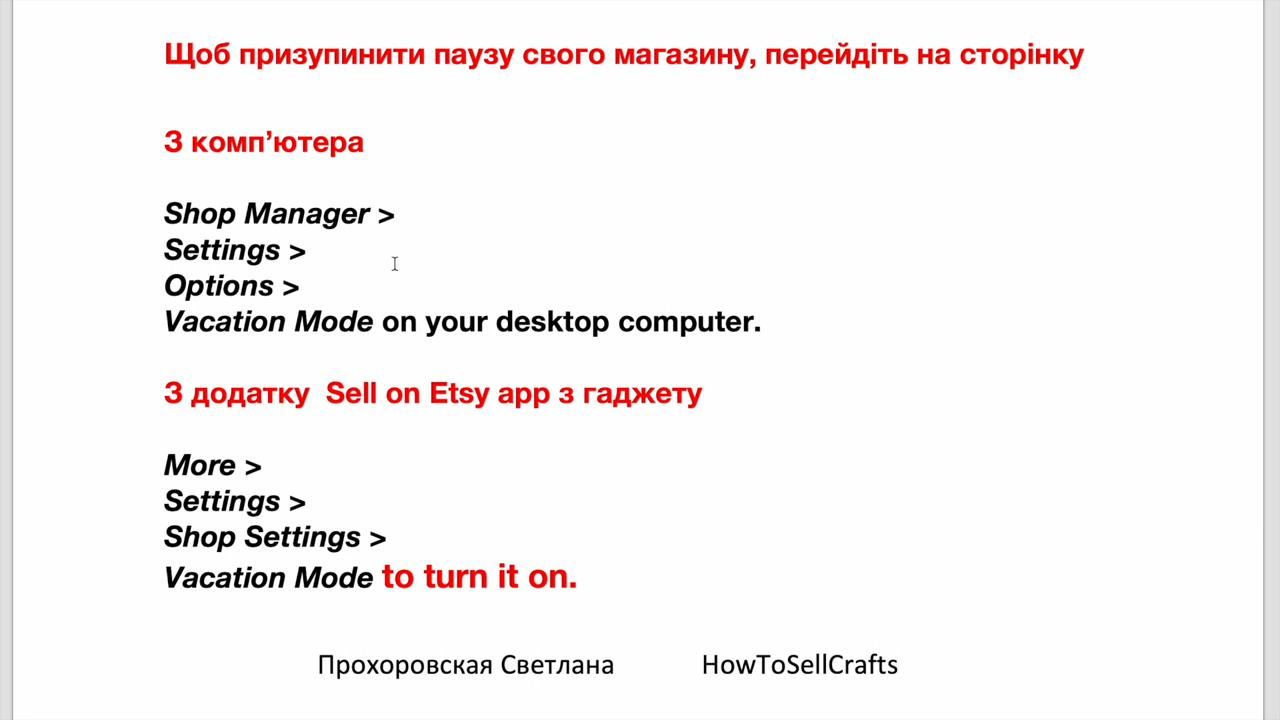 Щоб призупинити паузу свого магазину, перейдіть на сторінку
З комп’ютера
Shop Manager >
Settings >
Options >
Vacation Mode on your desktop computer.
З додатку  Sell on Etsy app з гаджету
More >
Settings >
Shop Settings >
Vacation Mode to turn it on.
Прохоровская Светлана HowToSellCrafts